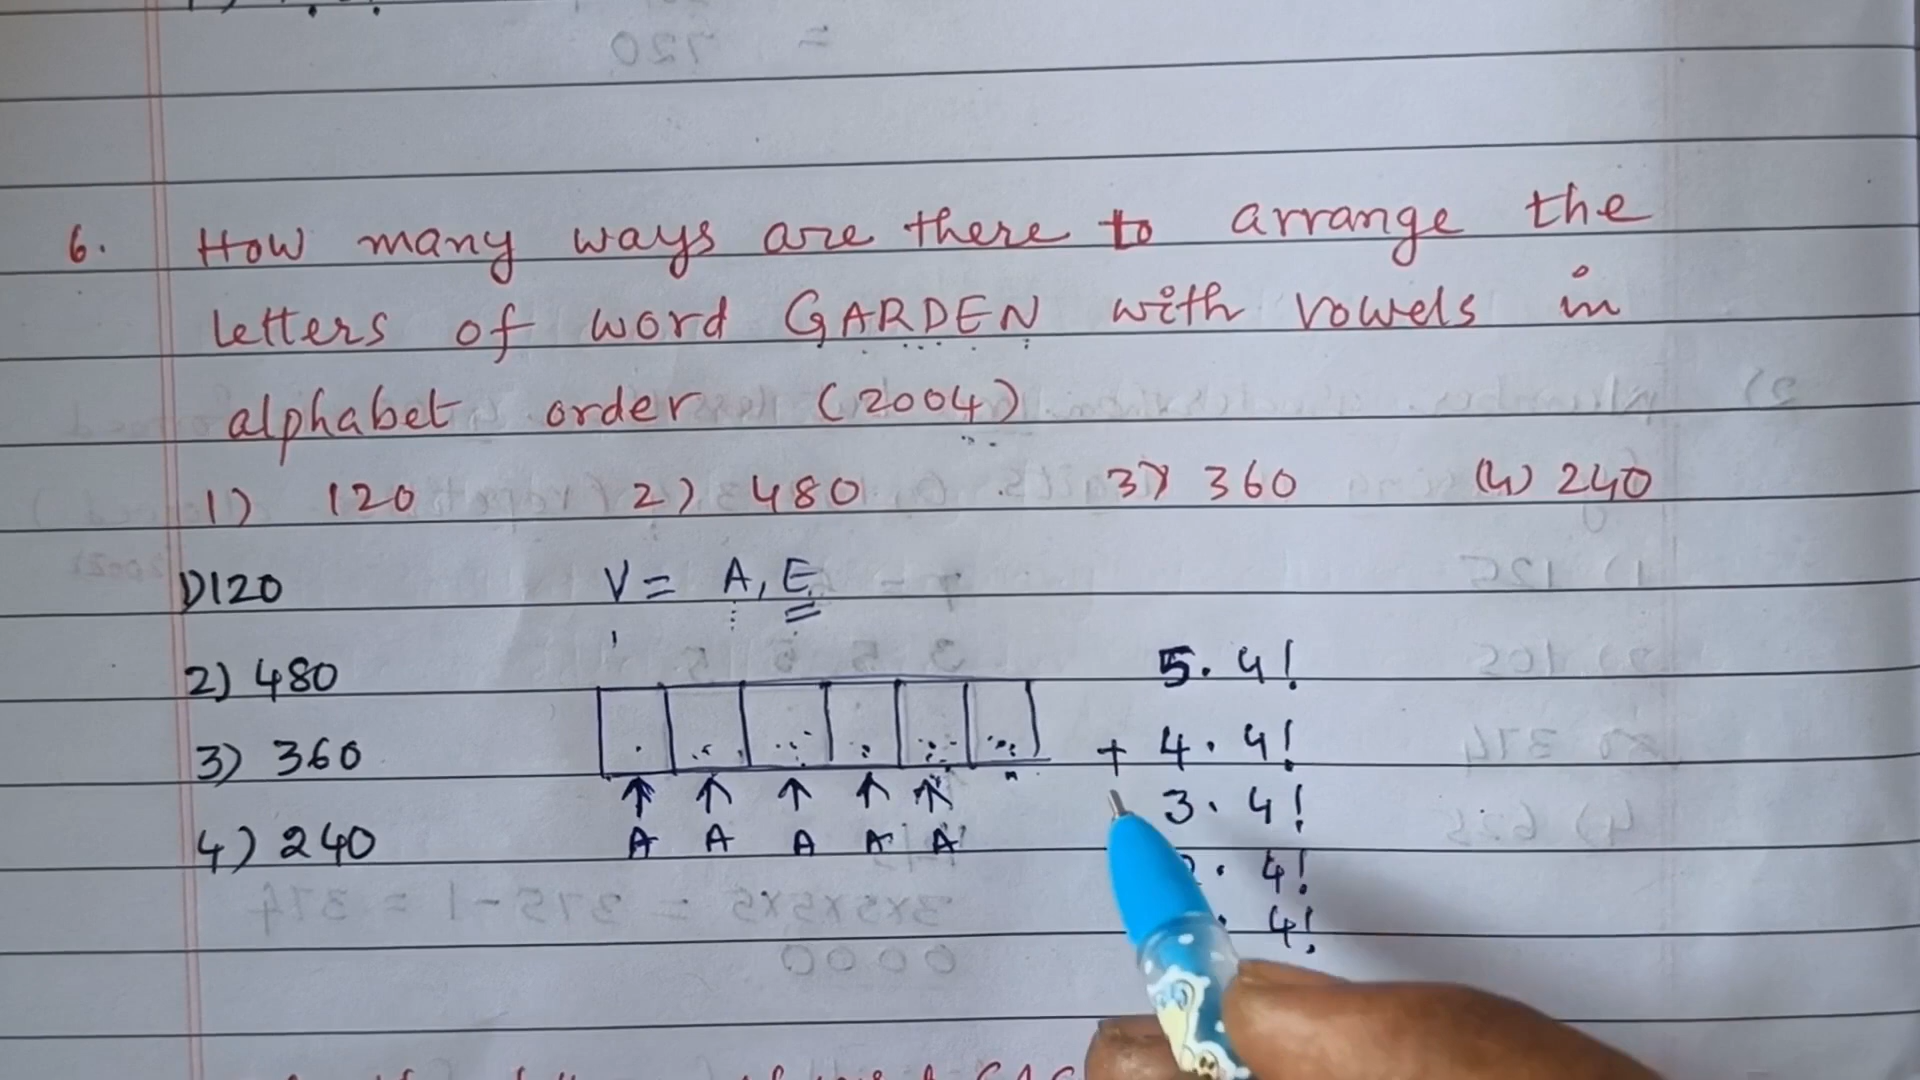 6. How many ways are there to arrange the
letters of word GARDEN with vowels in
alphabet order (2004)
1) 120 2) 480 3) 360 (4) 240
1) 120 V = A, E
2) 480 5. 4!
3) 360 + 4. 4!
3. 4!
4) 240 A A A A A
. 4!
. 4!